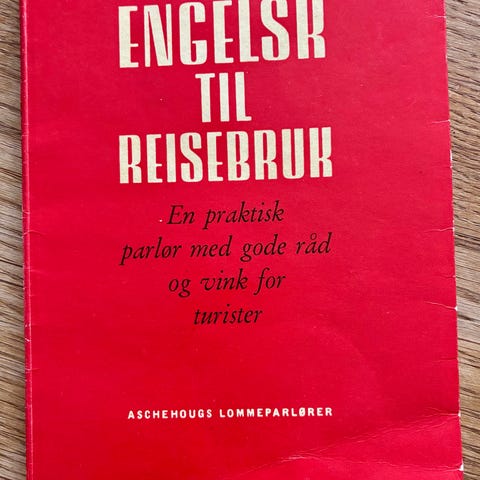 ENGELSK
TIL
REISEBRUK
En praktisk
parlør med gode råd
og vink for
turister
ASCHEHOUGS LOMMEPARLØRER